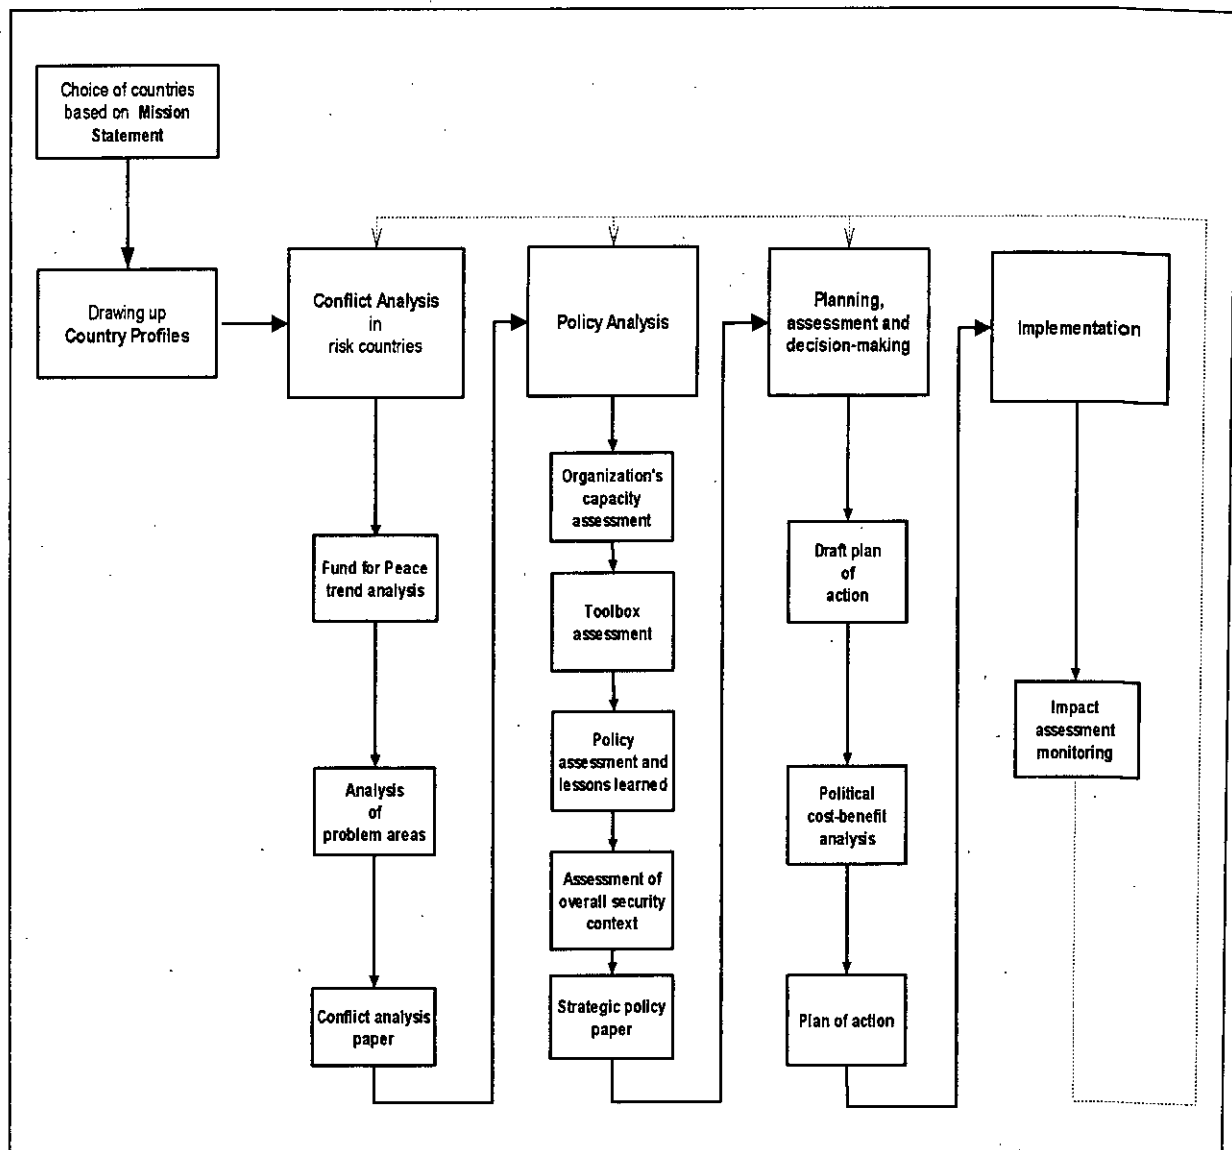 Choice of countries
based on Mission
Statement
Drawing up
Country Profiles
Conflict Analysis
in
risk countries
Fund for Peace
trend analysis
Analysis
of
problem areas
Conflict analysis
paper
Policy Analysis
Organization's
capacity
assessment
Toolbox
assessment
Policy
assessment and
lessons learned
Assessment of
overall security
context
Strategic policy
paper
Planning,
assessment and
decision-making
Draft plan
of
action
Political
cost-benefit
analysis
Plan of action
Implementation
Impact
assessment
monitoring